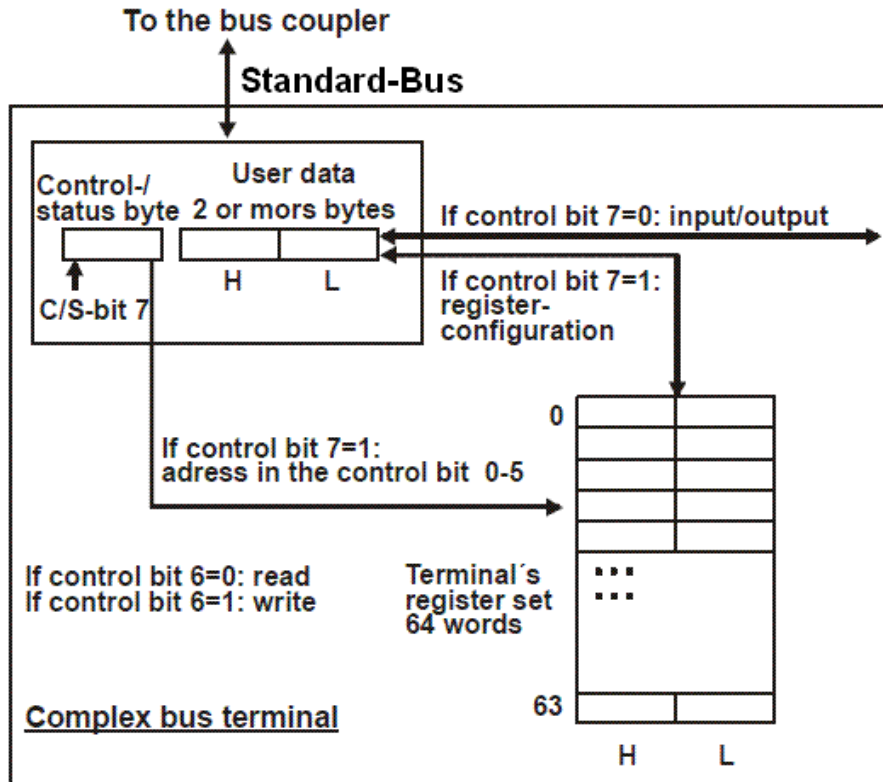 To the bus coupler
Standard-Bus
Control-/
status byte
User data
2 or mors bytes
H
L
C/S-bit 7
If control bit 7=0: input/output
If control bit 7=1:
register-
configuration
0
If control bit 7=1:
adress in the control bit 0-5
If control bit 6=0: read
If control bit 6=1: write
Terminal´s
register set
64 words
63
Complex bus terminal
H
L